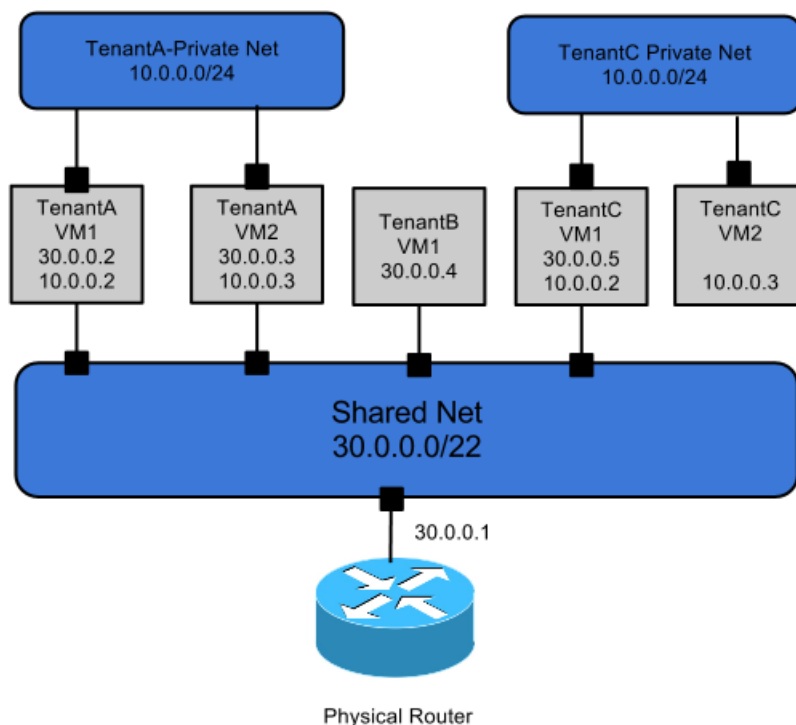 TenantA-Private Net
10.0.0.0/24
TenantC Private Net
10.0.0.0/24
TenantA
VM1
30.0.0.2
10.0.0.2
TenantA
VM2
30.0.0.3
10.0.0.3
TenantB
VM1
30.0.0.4
TenantC
VM1
30.0.0.5
10.0.0.2
TenantC
VM2
10.0.0.3
Shared Net
30.0.0.0/22
30.0.0.1
Physical Router